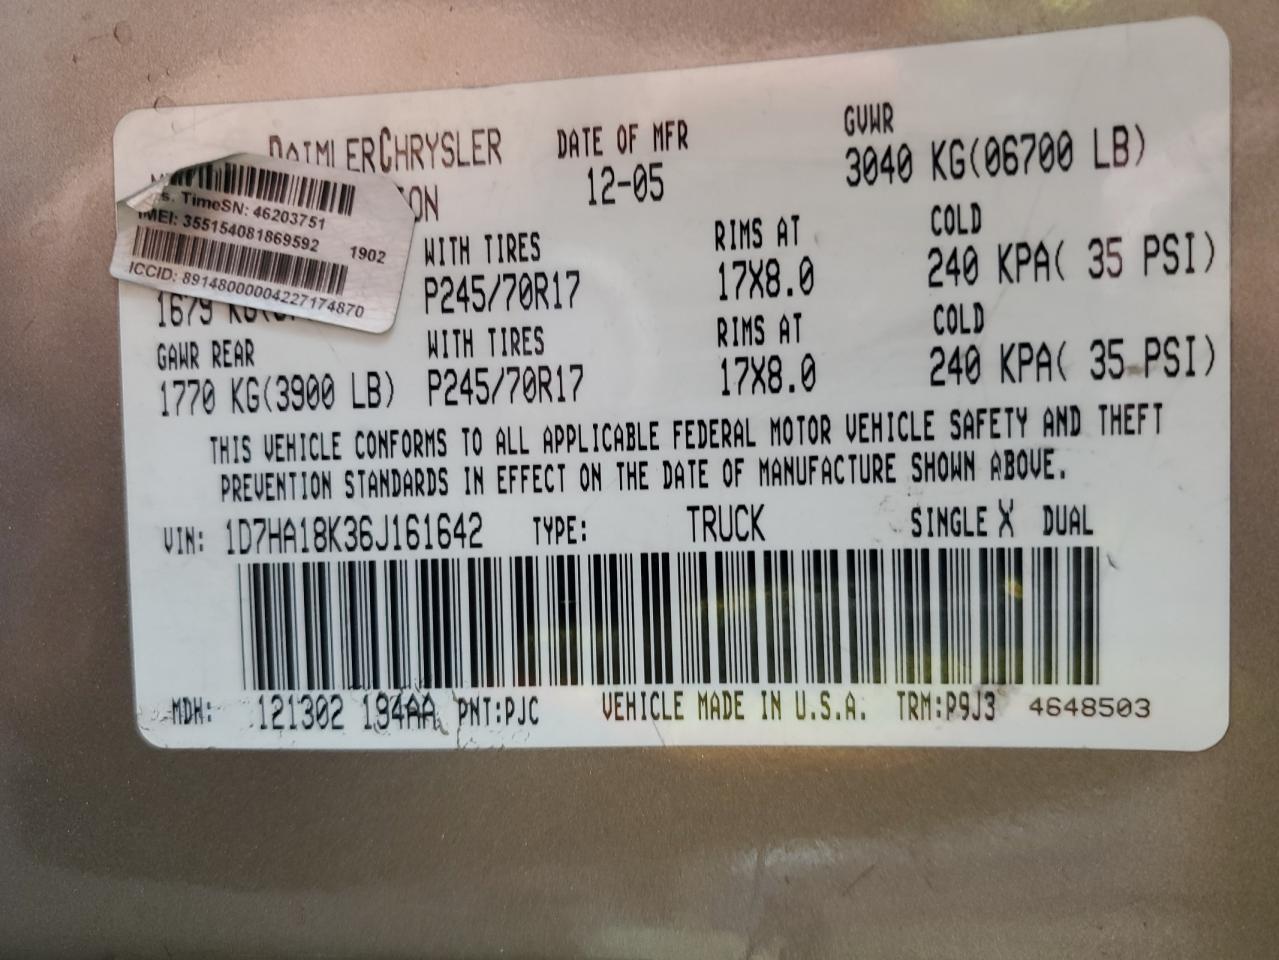 DAIMLERCHRYSLER DATE OF MFR GVWR
12-05 3040 KG(06700 LB)
s. TimeSN: 46203751
IMEI: 355154081869592 1902
ICCID: 89148000004227174870
WITH TIRES RIMS AT COLD
P245/70R17 17X8.0 240 KPA( 35 PSI)
GAWR REAR WITH TIRES RIMS AT COLD
1770 KG(3900 LB) P245/70R17 17X8.0 240 KPA( 35 PSI)
THIS VEHICLE CONFORMS TO ALL APPLICABLE FEDERAL MOTOR VEHICLE SAFETY AND THEFT
PREVENTION STANDARDS IN EFFECT ON THE DATE OF MANUFACTURE SHOWN ABOVE.
VIN: 1D7HA18K36J161642 TYPE: TRUCK SINGLE X DUAL
MDH: 121302 194AA PNT:PJC VEHICLE MADE IN U.S.A. TRM:P9J3 4648503